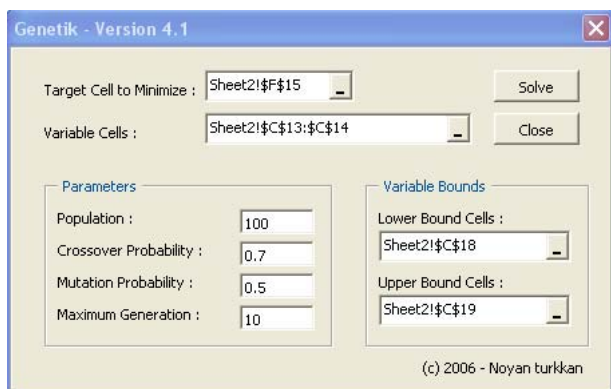 Genetik - Version 4.1
Target Cell to Minimize : Sheet2!$F$15 _ Solve
Variable Cells : Sheet2!$C$13:$C$14 _ Close
Parameters
Population : 100
Crossover Probability : 0.7
Mutation Probability : 0.5
Maximum Generation : 10
Variable Bounds
Lower Bound Cells :
Sheet2!$C$18 _
Upper Bound Cells :
Sheet2!$C$19 _
(c) 2006 - Noyan turkkan